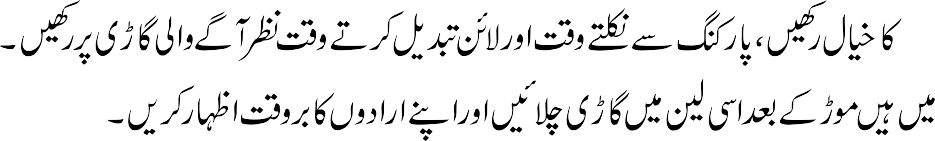 کا خیال رکھیں، پارکنگ سے نکلتے وقت اور لائن تبدیل کرتے وقت نظر آگے والی گاڑی پر رکھیں۔
میں ہیں موڑ کے بعد اسی لین میں گاڑی چلائیں اور اپنے ارادوں کا بروقت اظہار کریں۔